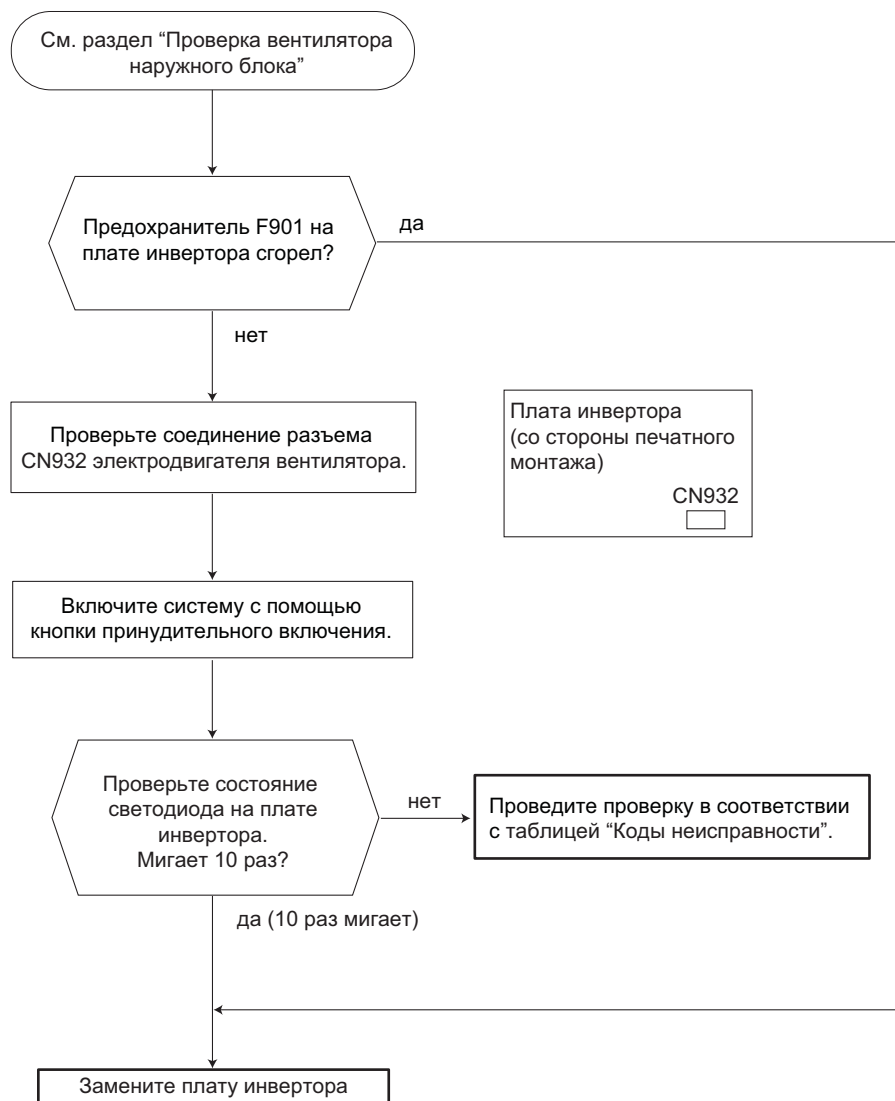 См. раздел “Проверка вентилятора
наружного блока”
Предохранитель F901 на
плате инвертора сгорел?
да
нет
Проверьте соединение разъема
CN932 электродвигателя вентилятора.
Плата инвертора
(со стороны печатного
монтажа)
CN932
Включите систему с помощью
кнопки принудительного включения.
Проверьте состояние
светодиода на плате
инвертора.
Мигает 10 раз?
нет
Проведите проверку в соответствии
с таблицей “Коды неисправности”.
да (10 раз мигает)
Замените плату инвертора